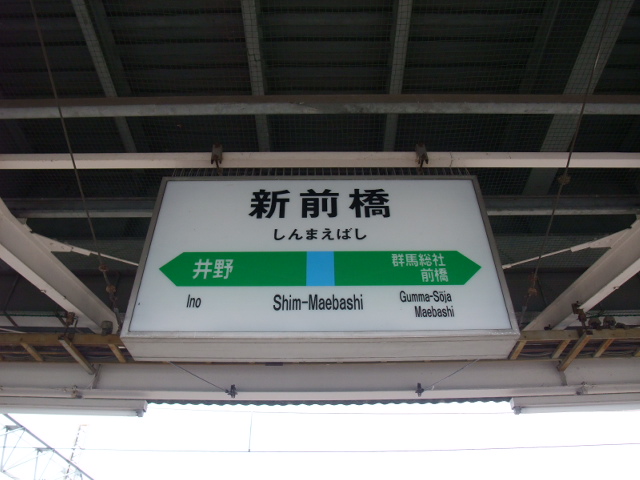 新前橋
しんまえばし
井野
群馬総社
前橋
Ino
Shim-Maebashi
Gumma-Sōja
Maebashi